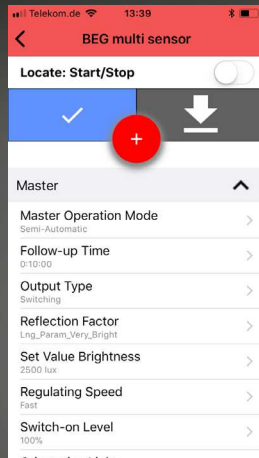 Telekom.de 13:39
BEG multi sensor
Locate: Start/Stop
+
Master
Master Operation Mode
Semi-Automatic
Follow-up Time
0:10:00
Output Type
Switching
Reflection Factor
Lng_Param_Very_Bright
Set Value Brightness
2500 lux
Regulating Speed
Fast
Switch-on Level
100%